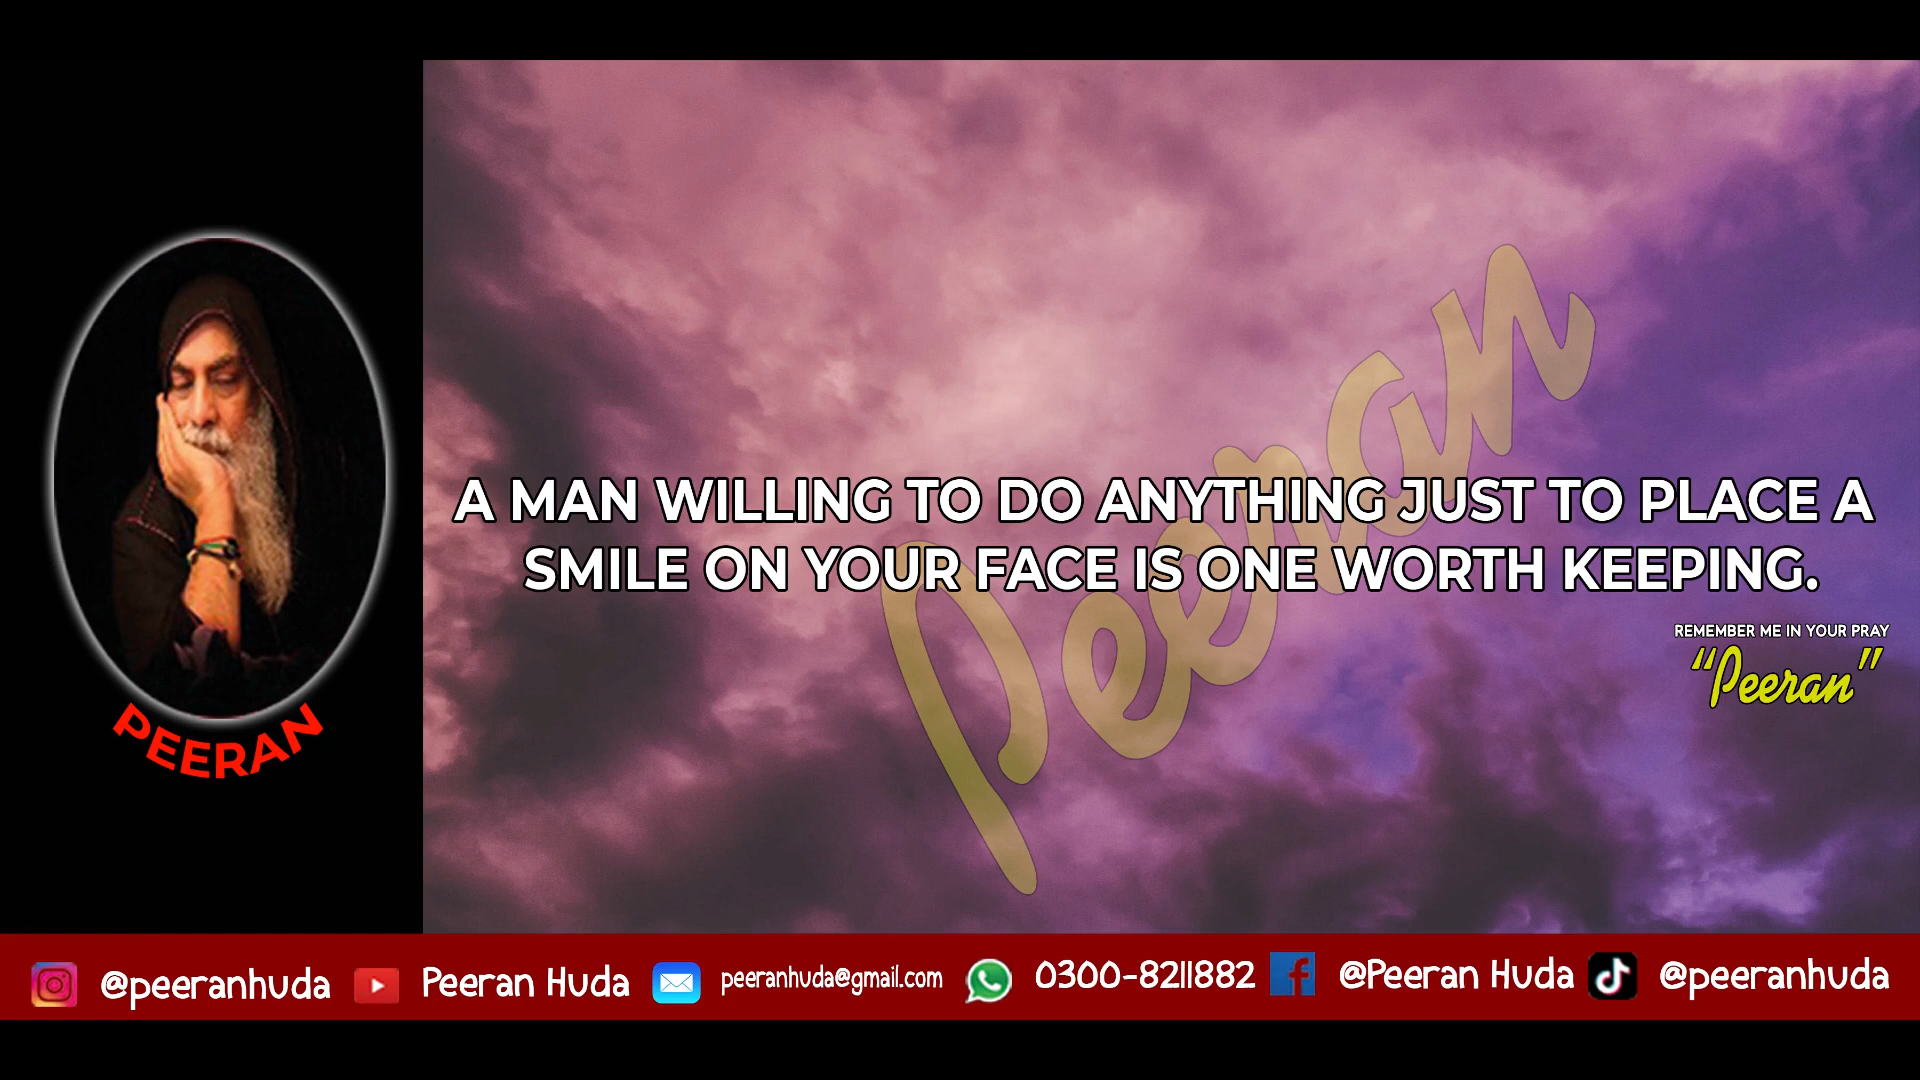 A MAN WILLING TO DO ANYTHING JUST TO PLACE A
SMILE ON YOUR FACE IS ONE WORTH KEEPING.
REMEMBER ME IN YOUR PRAY
"Peeran"
Peeran
PEERAN
@peeranhuda Peeran Huda peeranhuda@gmail.com 0300-8211882 @Peeran Huda @peeranhuda